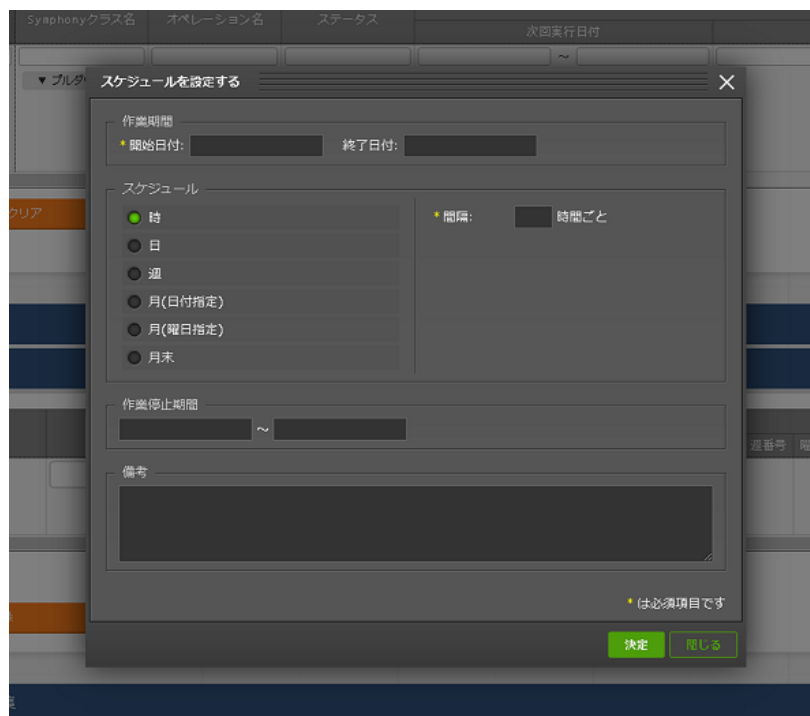 Symphonyクラス名 オペレーション名 ステータス
次回実行日付
~
▼ プルダ
スケジュールを設定する
作業期間
*開始日付: 終了日付:
クリア
スケジュール
時
*間隔: 時間ごと
日
週
月(日付指定)
月(曜日指定)
月末
作業停止期間
~
週番号 曜
備考
*は必須項目です
決定 閉じる